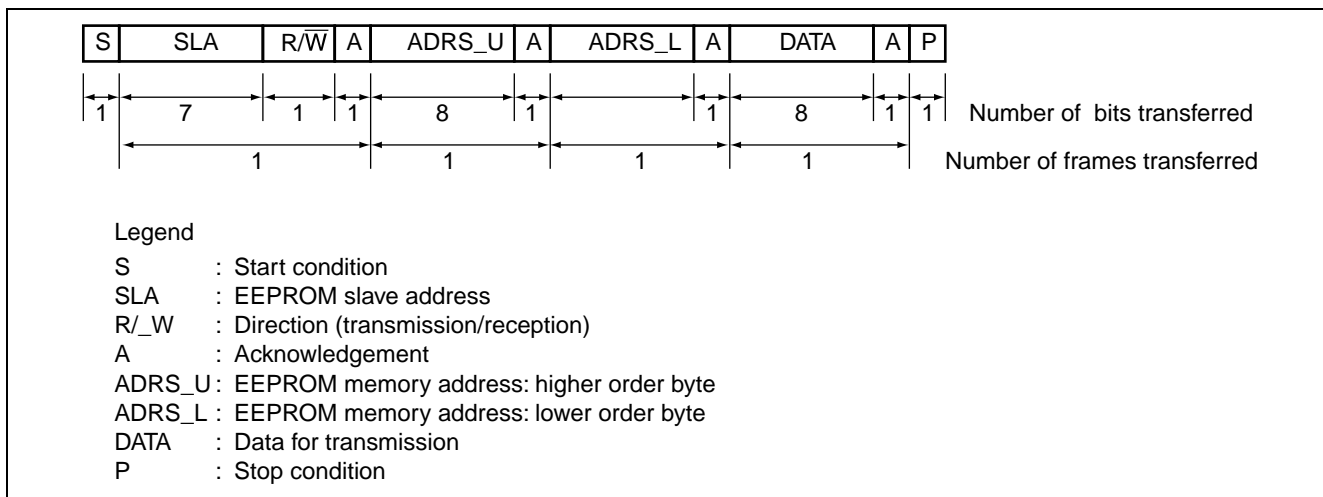 S SLA R/W̅ A ADRS_U A ADRS_L A DATA A P
1 7 1 1 8 1 1 8 1 1 Number of bits transferred
1 1 1 1 Number of frames transferred
Legend
S : Start condition
SLA : EEPROM slave address
R/_W : Direction (transmission/reception)
A : Acknowledgement
ADRS_U : EEPROM memory address: higher order byte
ADRS_L : EEPROM memory address: lower order byte
DATA : Data for transmission
P : Stop condition